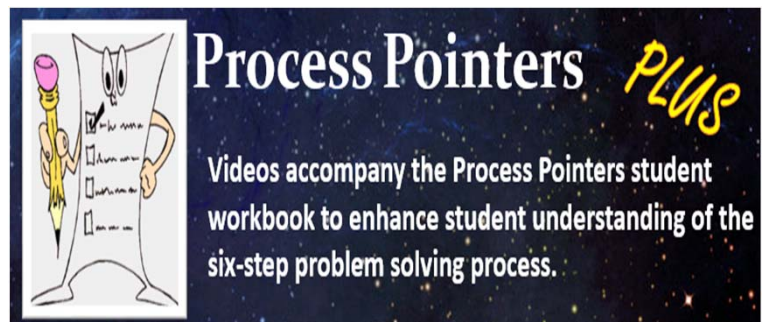 Process Pointers PLUS
Videos accompany the Process Pointers student
workbook to enhance student understanding of the
six-step problem solving process.